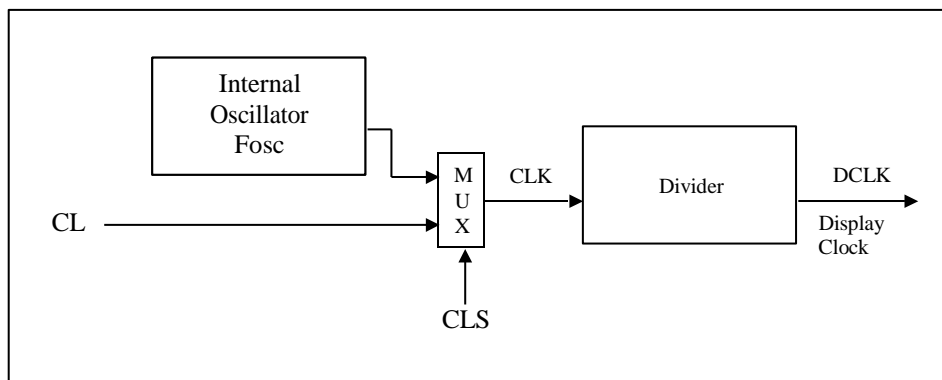 Internal
Oscillator
Fosc
M
U
X
CLK
Divider
DCLK
CL
Display
Clock
CLS